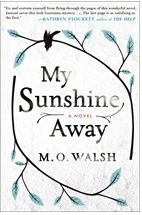 "Try and restrain yourself from flying through the pages of this wonderful novel.
Instead savor this lush Louisiana mystery. . . . The last page is as satisfying as
the first." —KATHRYN STOCKETT, author of THE HELP
My
Sunshine
A NOVEL
Away
M. O. WALSH